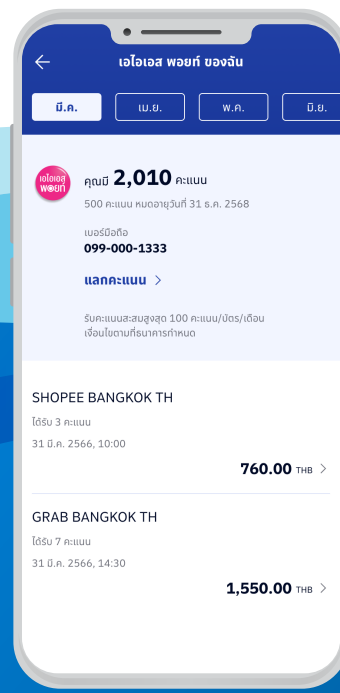 เอไอเอส พอยท์ ของฉัน
มี.ค.
เม.ย.
พ.ค.
มิ.ย.
เอไอเอส
พอยท์
คุณมี 2,010 คะแนน
500 คะแนน หมดอายุวันที่ 31 ธ.ค. 2568
เบอร์มือถือ
099-000-1333
แลกคะแนน >
รับคะแนนสะสมสูงสุด 100 คะแนน/บัตร/เดือน
เงื่อนไขตามที่ธนาคารกำหนด
SHOPEE BANGKOK TH
ได้รับ 3 คะแนน
31 มี.ค. 2566, 10:00
760.00 THB >
GRAB BANGKOK TH
ได้รับ 7 คะแนน
31 มี.ค. 2566, 14:30
1,550.00 THB >